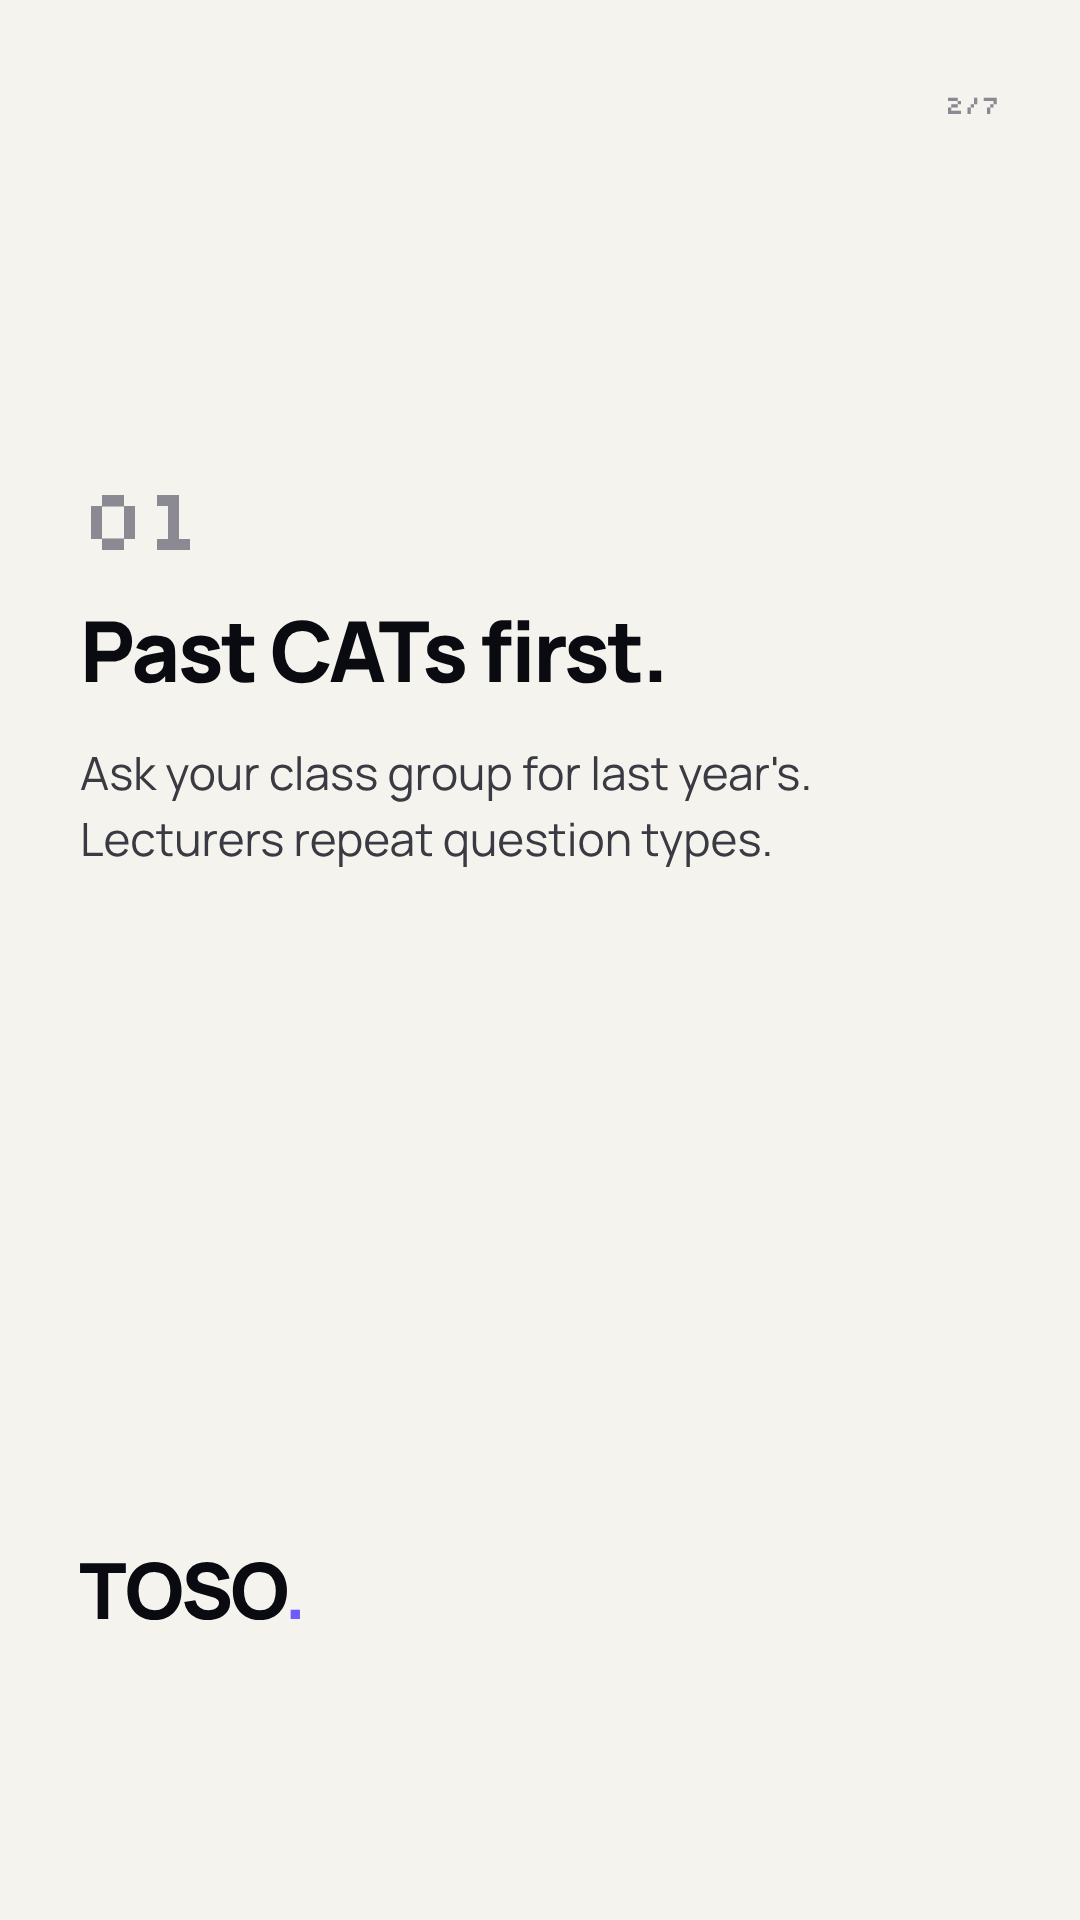 2/7
01
Past CATs first.
Ask your class group for last year's.
Lecturers repeat question types.
TOSO.